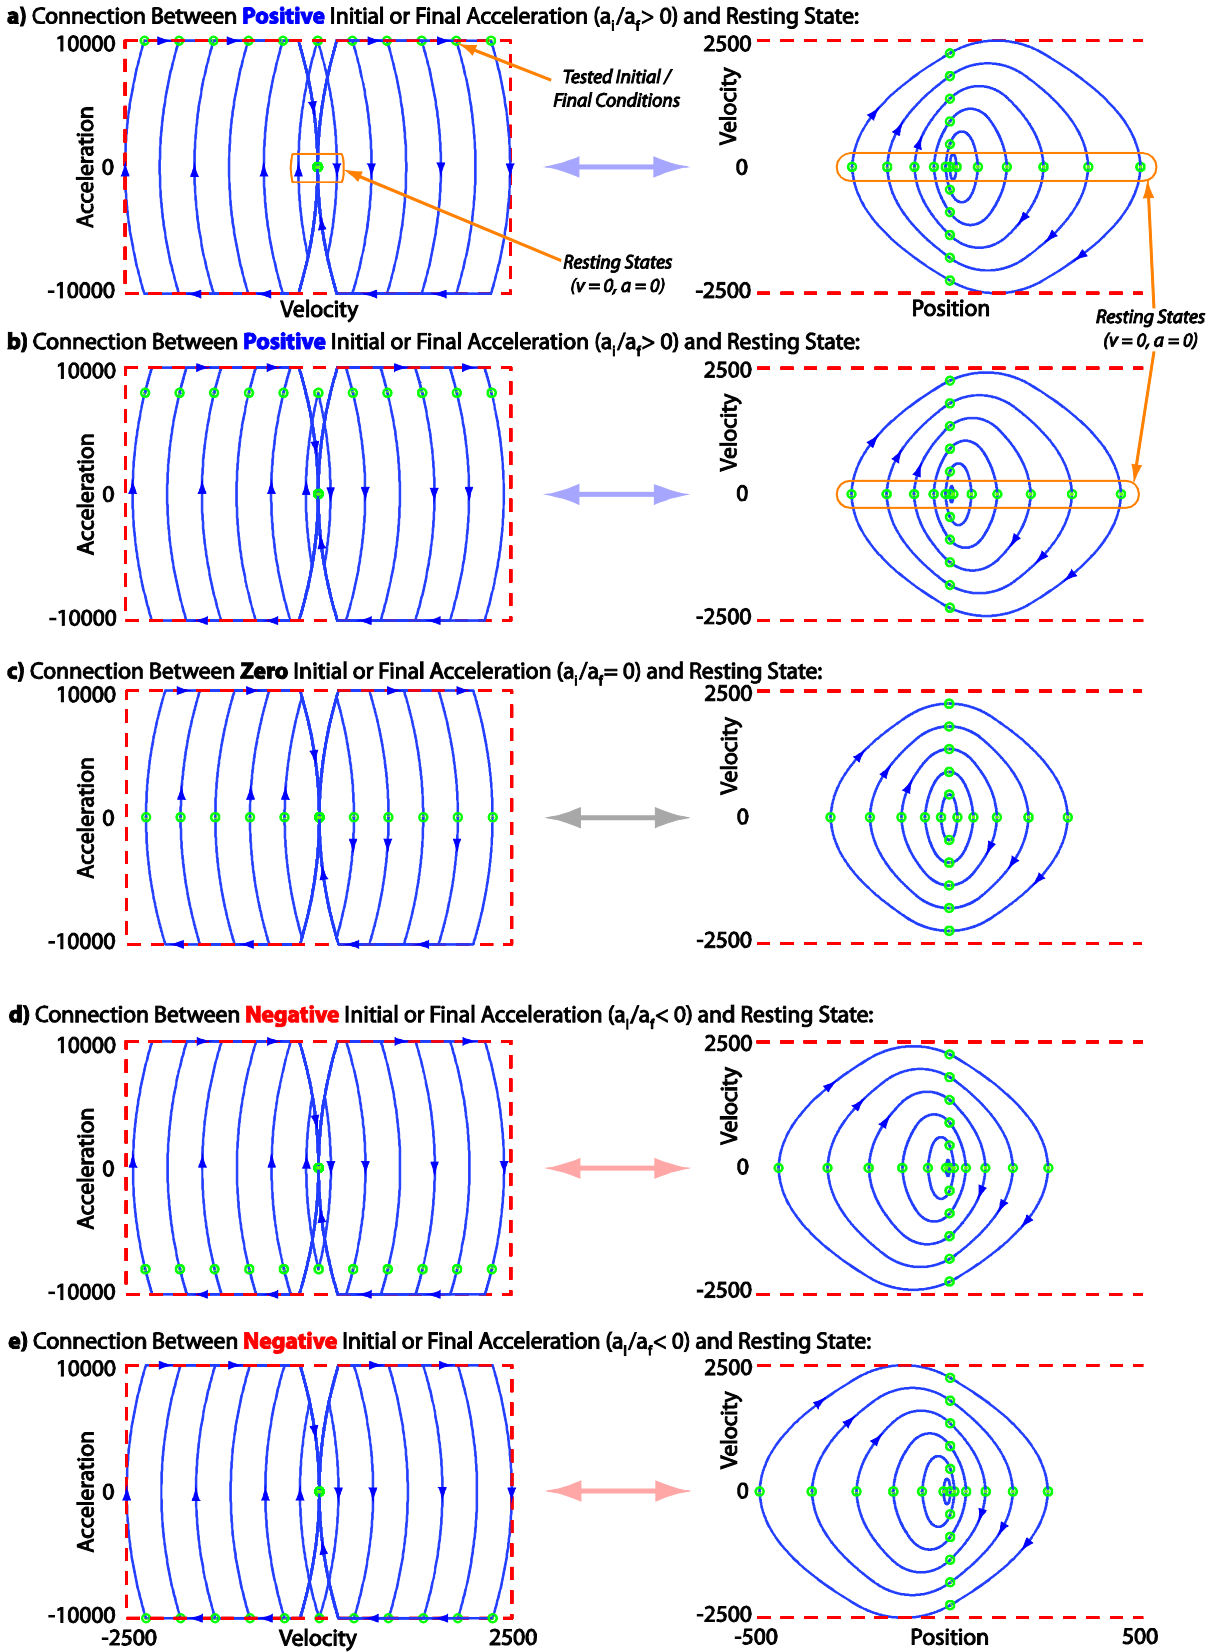 a) Connection Between Positive Initial or Final Acceleration (ai/af> 0) and Resting State:
10000
0
-10000
Acceleration
Velocity
Tested Initial /
Final Conditions
Resting States
(v = 0, a = 0)
2500
0
-2500
Velocity
Position
Resting States
(v = 0, a = 0)
b) Connection Between Positive Initial or Final Acceleration (ai/af> 0) and Resting State:
10000
0
-10000
Acceleration
2500
0
-2500
Velocity
c) Connection Between Zero Initial or Final Acceleration (ai/af= 0) and Resting State:
10000
0
-10000
Acceleration
2500
0
-2500
Velocity
d) Connection Between Negative Initial or Final Acceleration (aI/af< 0) and Resting State:
10000
0
-10000
Acceleration
2500
0
-2500
Velocity
e) Connection Between Negative Initial or Final Acceleration (aI/af< 0) and Resting State:
10000
0
-10000
Acceleration
-2500
Velocity
2500
2500
0
-2500
Velocity
-500
Position
500